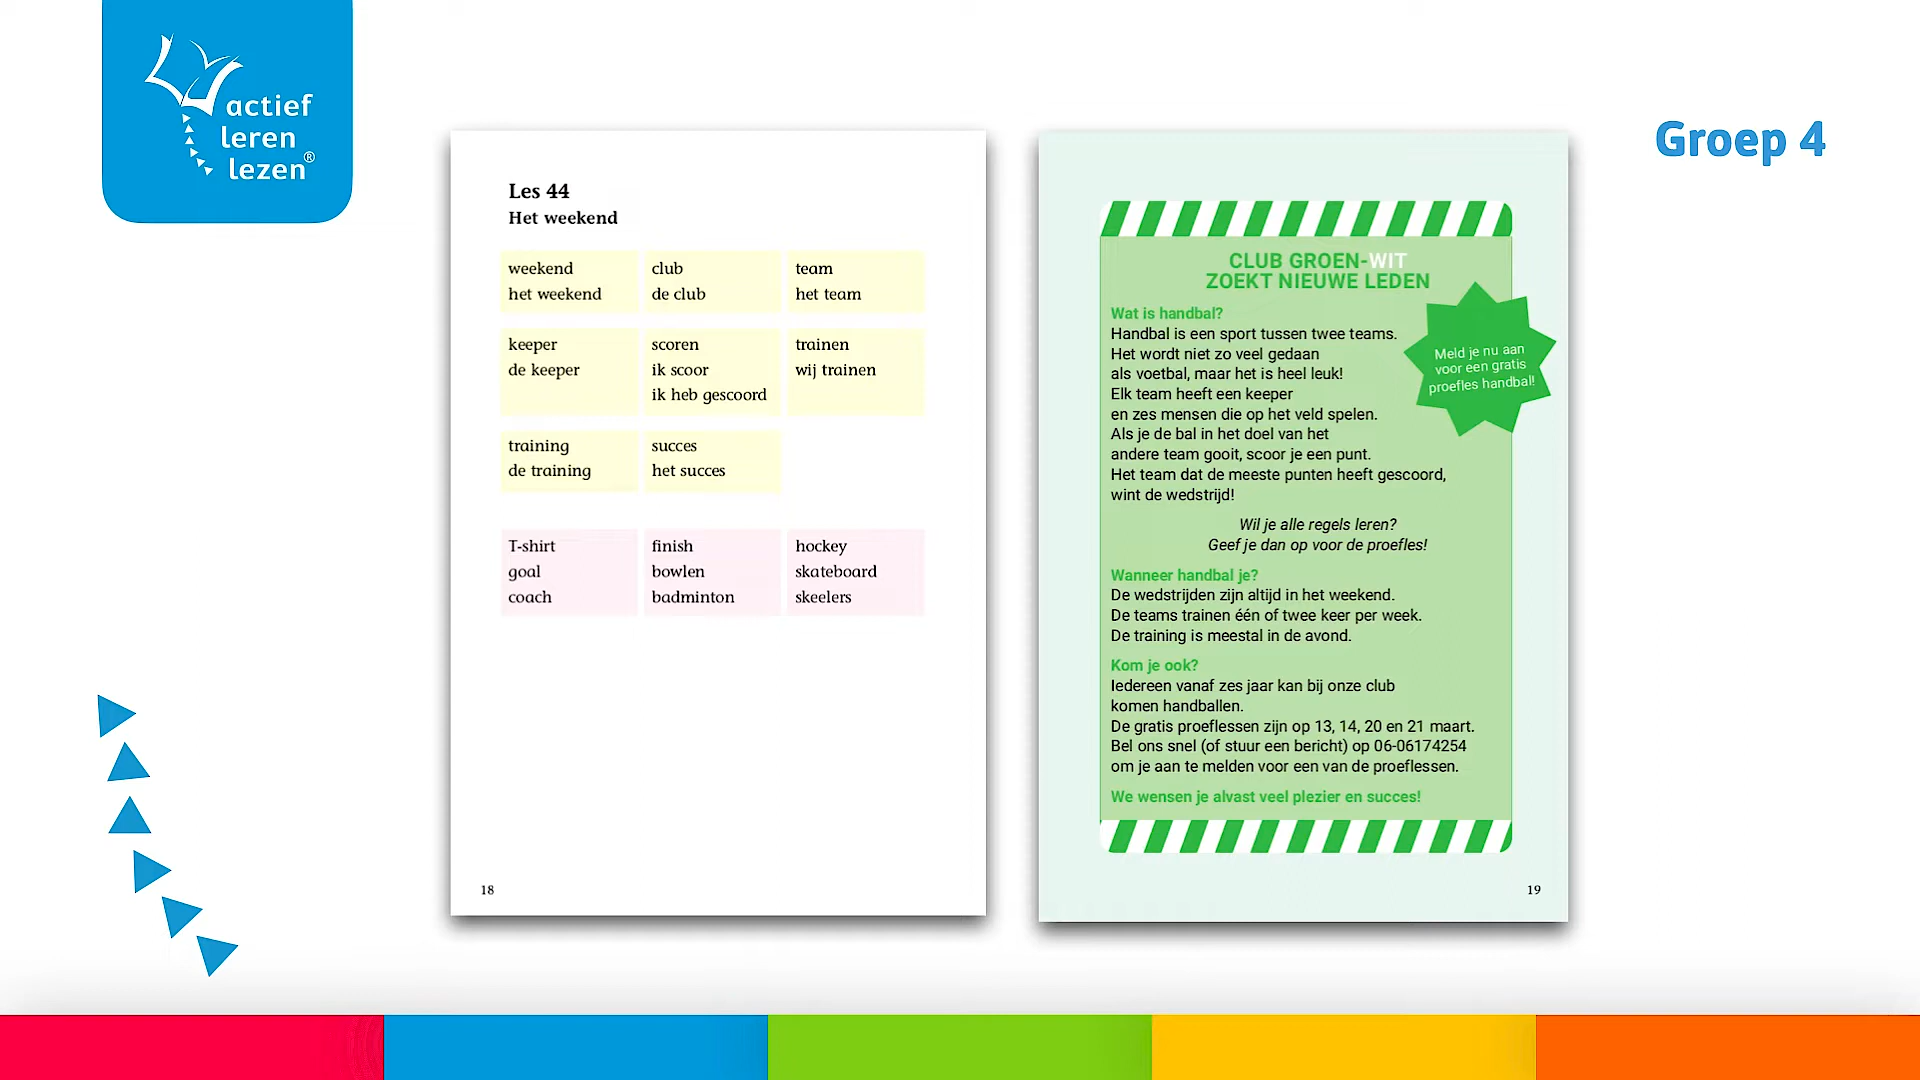 actief
leren
lezen®
Groep 4
Les 44
Het weekend
weekend
het weekend
club
de club
team
het team
keeper
de keeper
scoren
ik scoor
ik heb gescoord
trainen
wij trainen
training
de training
succes
het succes
T-shirt
goal
coach
finish
bowlen
badminton
hockey
skateboard
skeelers
18
CLUB GROEN-WIT
ZOEKT NIEUWE LEDEN
Meld je nu aan
voor een gratis
proefles handbal!
Wat is handbal?
Handbal is een sport tussen twee teams.
Het wordt niet zo veel gedaan
als voetbal, maar het is heel leuk!
Elk team heeft een keeper
en zes mensen die op het veld spelen.
Als je de bal in het doel van het
andere team gooit, scoor je een punt.
Het team dat de meeste punten heeft gescoord,
wint de wedstrijd!
Wil je alle regels leren?
Geef je dan op voor de proefles!
Wanneer handbal je?
De wedstrijden zijn altijd in het weekend.
De teams trainen één of twee keer per week.
De training is meestal in de avond.
Kom je ook?
Iedereen vanaf zes jaar kan bij onze club
komen handballen.
De gratis proeflessen zijn op 13, 14, 20 en 21 maart.
Bel ons snel (of stuur een bericht) op 06-06174254
om je aan te melden voor een van de proeflessen.
We wensen je alvast veel plezier en succes!
19